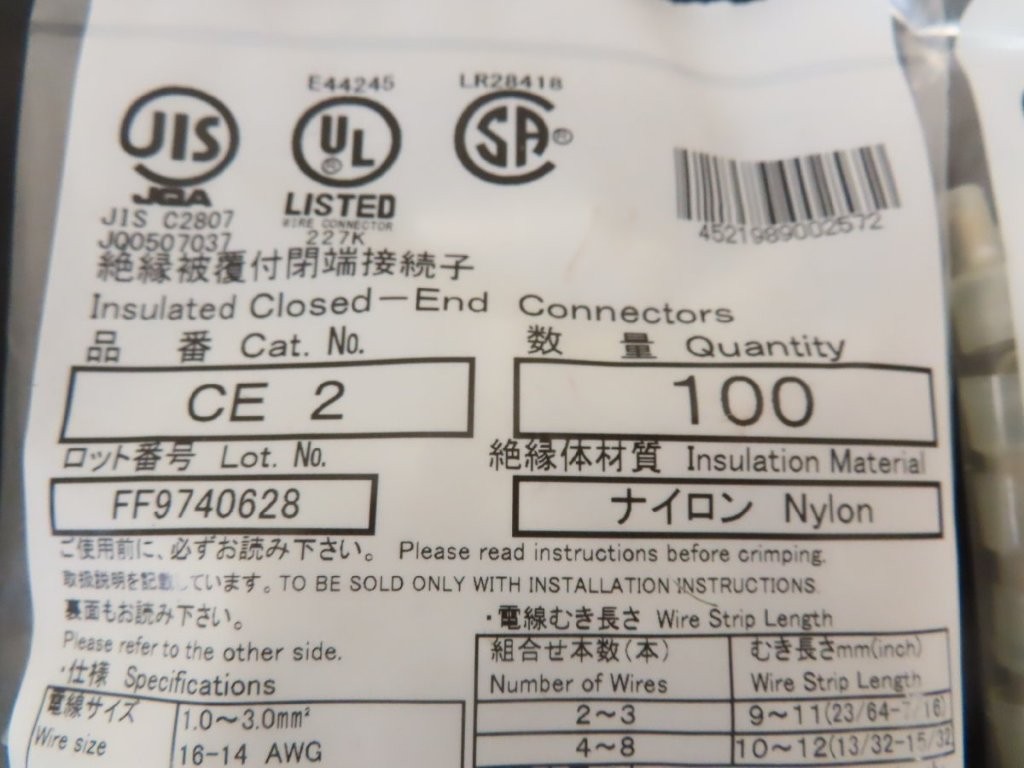 E44245 LR28418
JIS UL ® SA ®
JQA LISTED
JIS C2807 WIRE CONNECTOR
JQ0507037 227K
4521989002572
絶縁被覆付閉端接続子
Insulated Closed－End Connectors
品 番 Cat. No. 数 量 Quantity
CE 2 100
ロット番号 Lot. No. 絶縁体材質 Insulation Material
FF9740628 ナイロン Nylon
ご使用前に、必ずお読み下さい。 Please read instructions before crimping.
取扱説明を記載しています。TO BE SOLD ONLY WITH INSTALLATION INSTRUCTIONS.
裏面もお読み下さい。 ・電線むき長さ Wire Strip Length
Please refer to the other side. 組合せ本数(本) むき長さmm(inch)
・仕様 Specifications Number of Wires Wire Strip Length
電線サイズ 1.0～3.0mm² 2～3 9～11(23/64-7/16)
Wire size 16-14 AWG 4～8 10～12(13/32-15/32